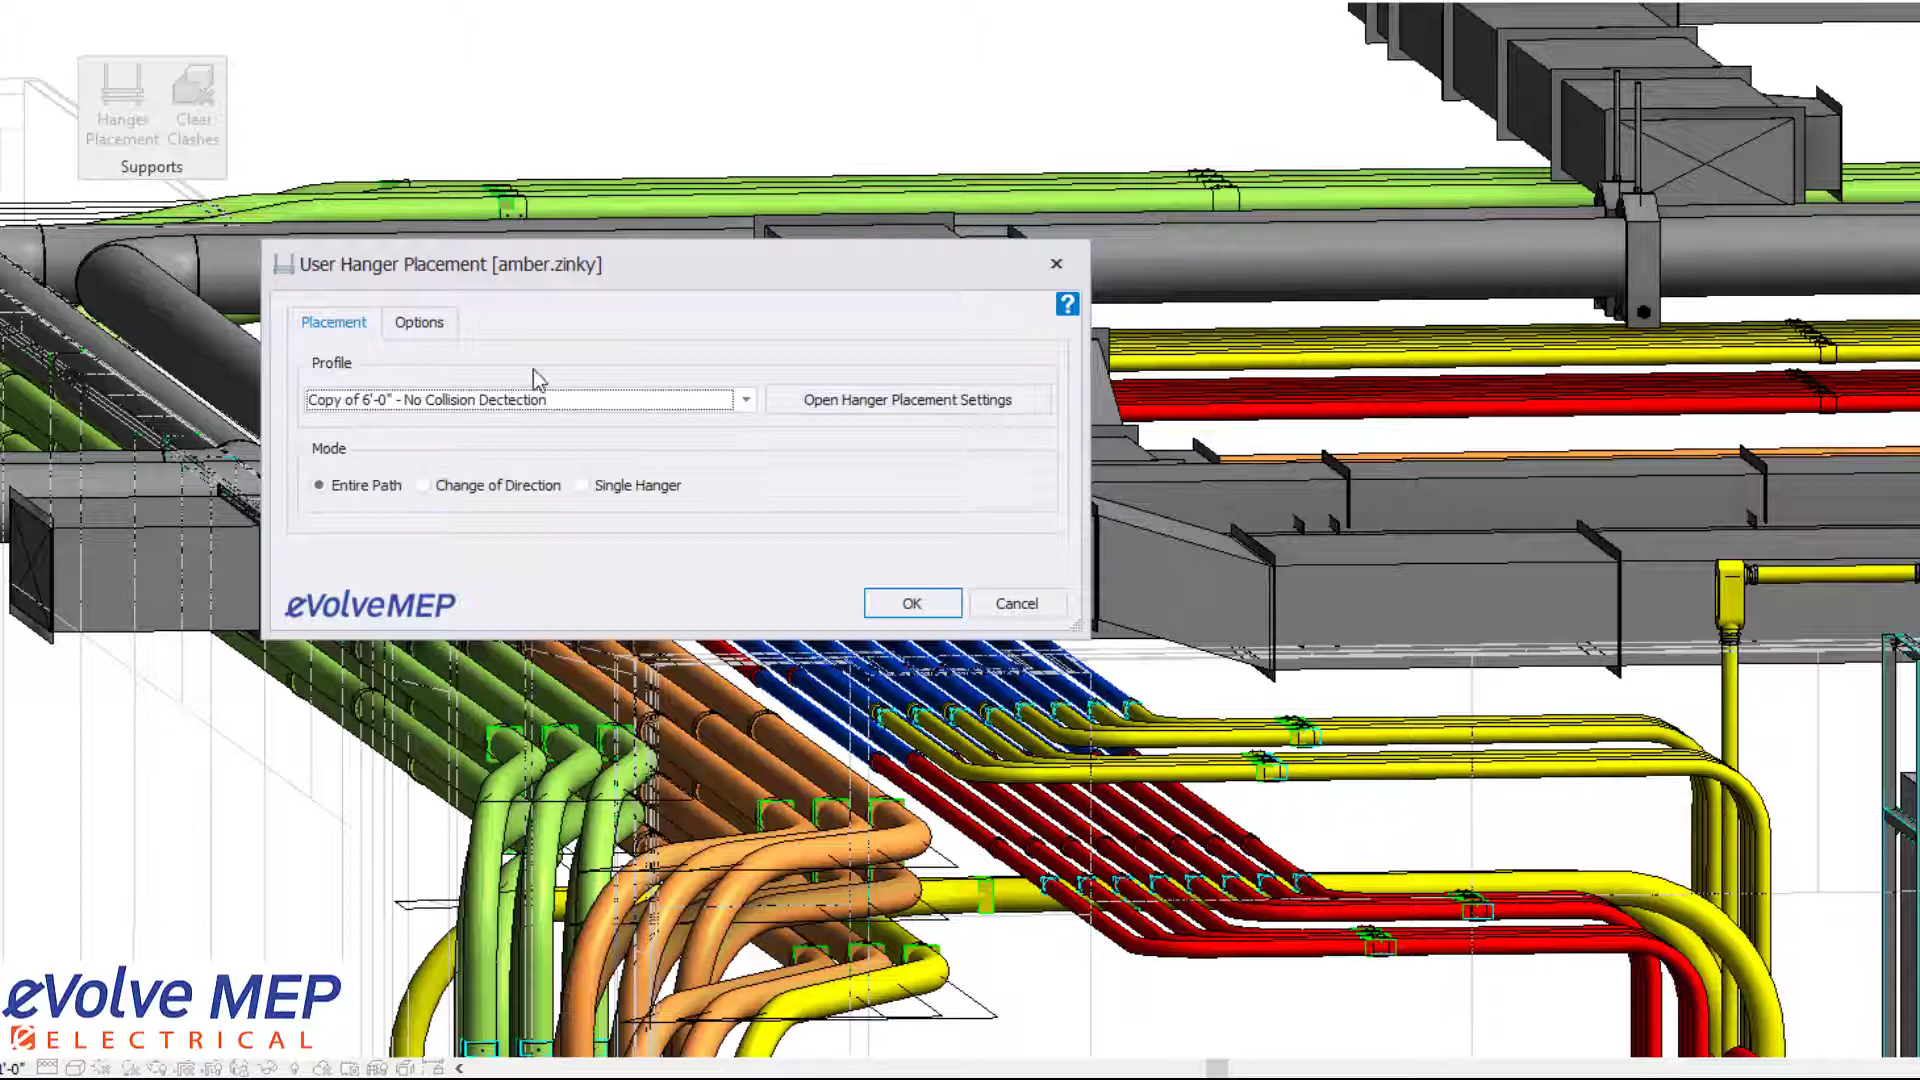 Hanger Placement
Clear Clashes
Supports
User Hanger Placement [amber.zinky]
?
Placement
Options
Profile
Copy of 6'-0" - No Collision Dectection
Open Hanger Placement Settings
Mode
Entire Path
Change of Direction
Single Hanger
eVolveMEP
OK
Cancel
eVolve MEP
ELECTRICAL
1'-0"